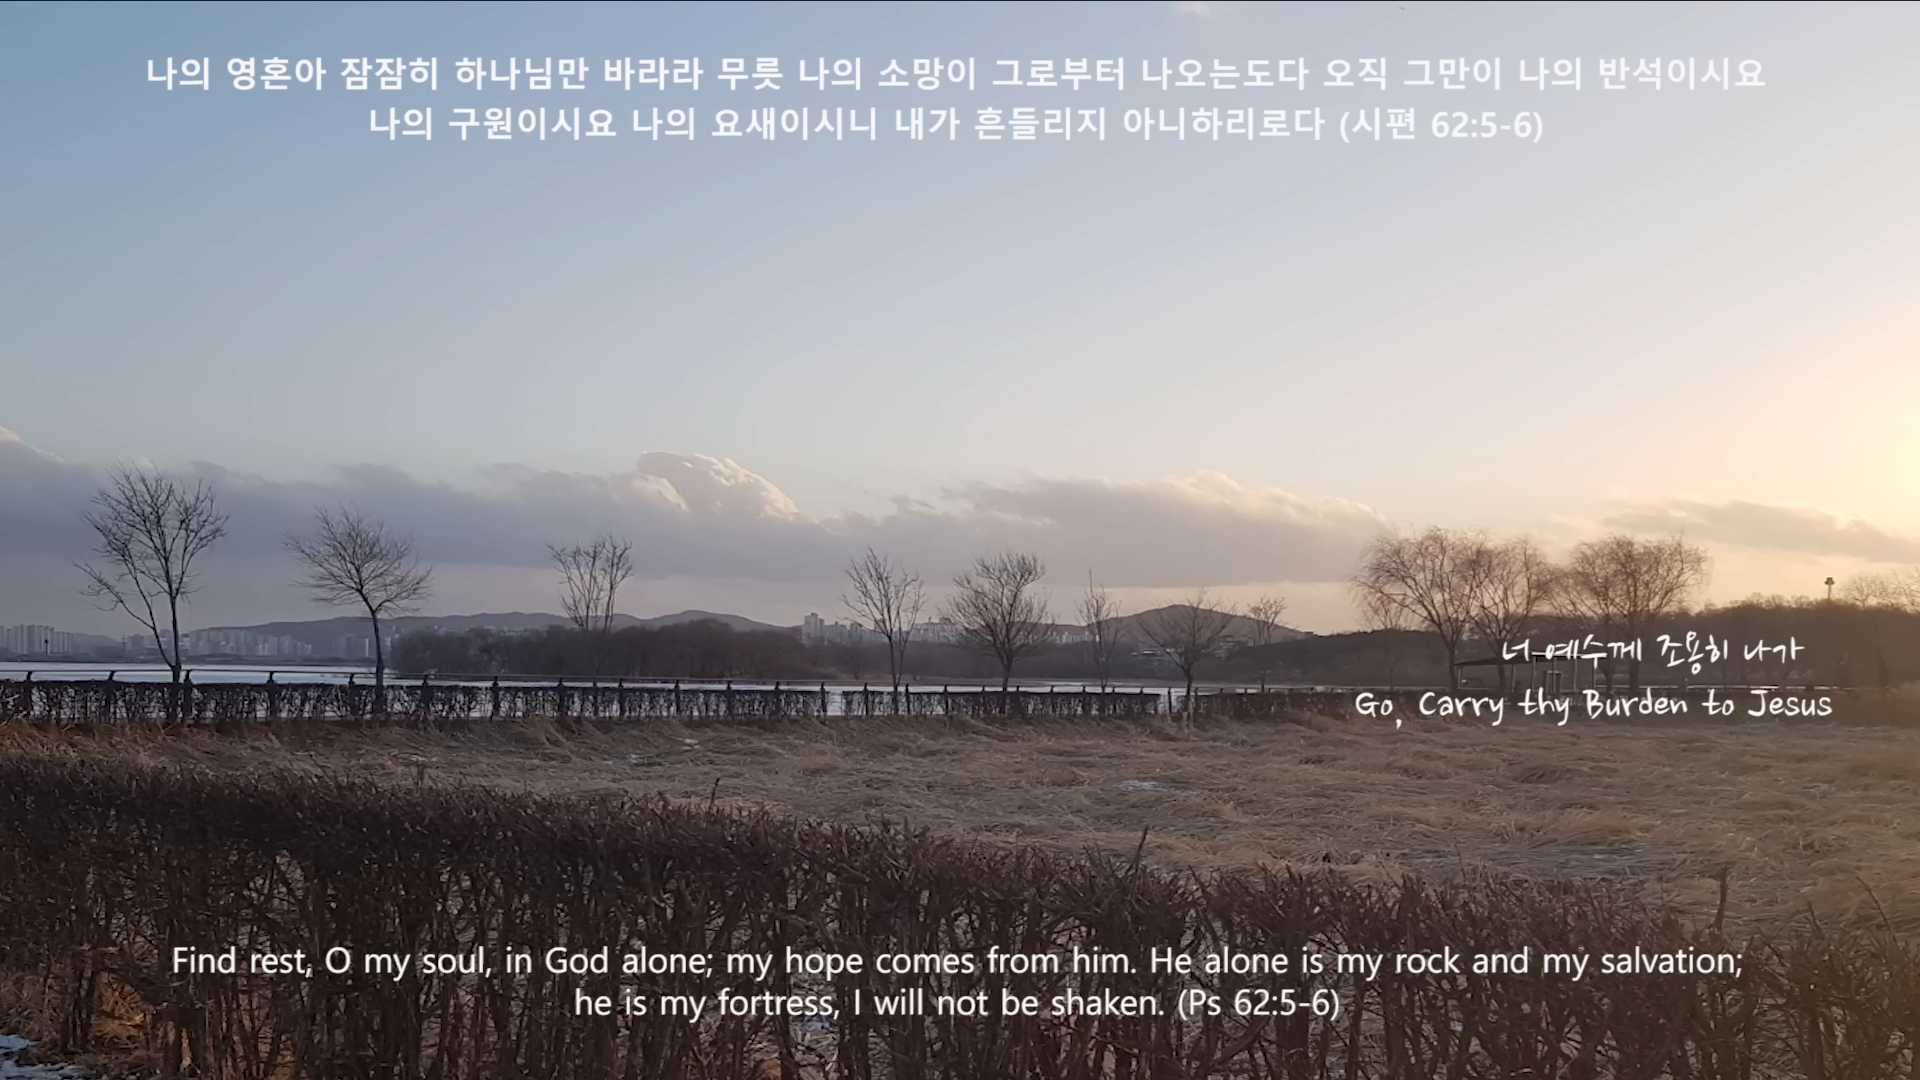 나의 영혼아 잠잠히 하나님만 바라라 무릇 나의 소망이 그로부터 나오는도다 오직 그만이 나의 반석이시요
나의 구원이시요 나의 요새이시니 내가 흔들리지 아니하리로다 (시편 62:5-6)
너 예수께 조용히 나가
Go, Carry thy Burden to Jesus
Find rest, O my soul, in God alone; my hope comes from him. He alone is my rock and my salvation;
he is my fortress, I will not be shaken. (Ps 62:5-6)